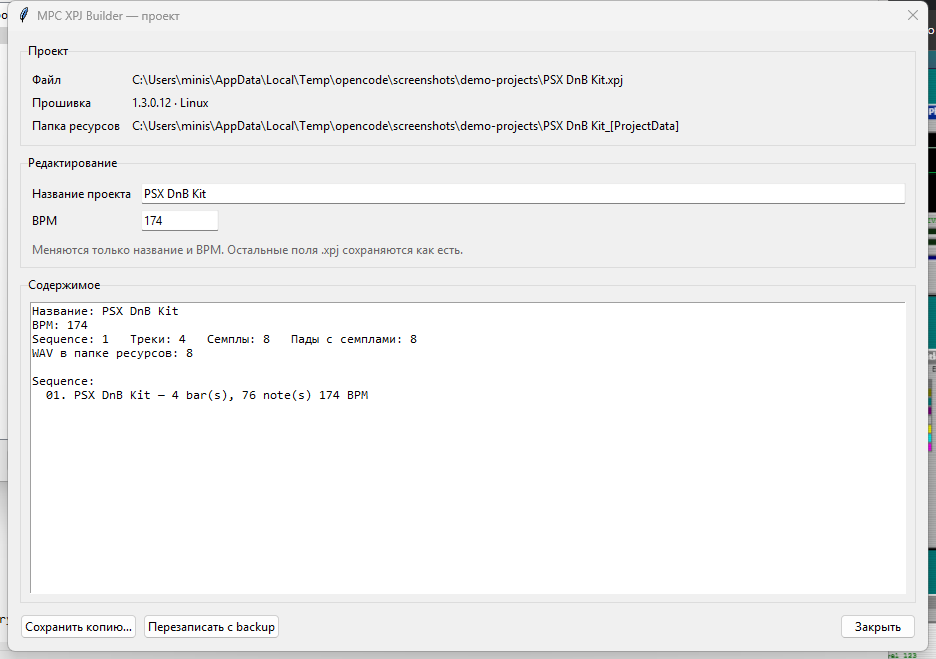 MPC XPJ Builder — проект
Проект
Файл C:\Users\minis\AppData\Local\Temp\opencode\screenshots\demo-projects\PSX DnB Kit.xpj
Прошивка 1.3.0.12 · Linux
Папка ресурсов C:\Users\minis\AppData\Local\Temp\opencode\screenshots\demo-projects\PSX DnB Kit_[ProjectData]
Редактирование
Название проекта PSX DnB Kit
BPM 174
Меняются только название и BPM. Остальные поля .xpj сохраняются как есть.
Содержимое
Название: PSX DnB Kit
BPM: 174
Sequence: 1 Треки: 4 Семплы: 8 Пады с семплами: 8
WAV в папке ресурсов: 8
Sequence:
01. PSX DnB Kit — 4 bar(s), 76 note(s) 174 BPM
Сохранить копию... Перезаписать с backup Закрыть